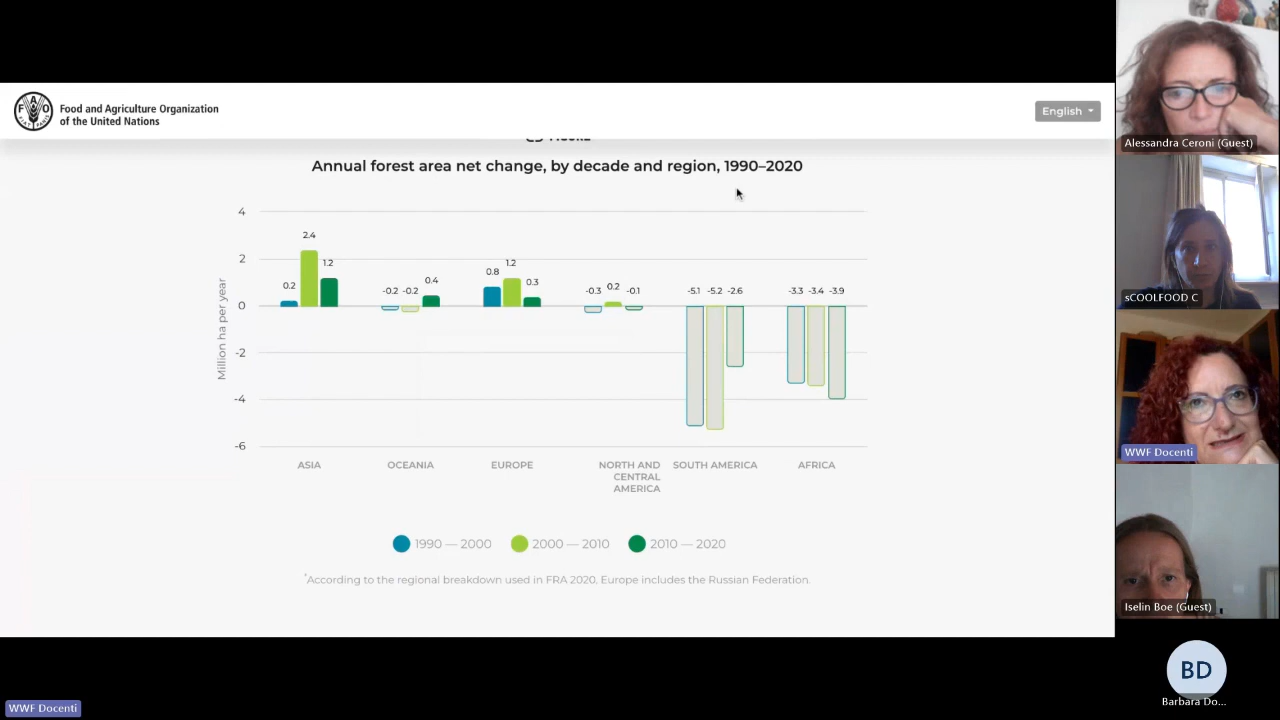 FAO
FIAT PANIS
Food and Agriculture Organization
of the United Nations
English
Annual forest area net change, by decade and region, 1990–2020
Million ha per year
4
2
0
-2
-4
-6
0.2
2.4
1.2
-0.2
-0.2
0.4
0.8
1.2
0.3
-0.3
0.2
-0.1
-5.1
-5.2
-2.6
-3.3
-3.4
-3.9
ASIA
OCEANIA
EUROPE
NORTH AND
CENTRAL
AMERICA
SOUTH AMERICA
AFRICA
1990 — 2000
2000 — 2010
2010 — 2020
*According to the regional breakdown used in FRA 2020. Europe includes the Russian Federation.
Alessandra Ceroni (Guest)
sCOOLFOOD C
WWF Docenti
Iselin Boe (Guest)
BD
Barbara Do...
WWF Docenti